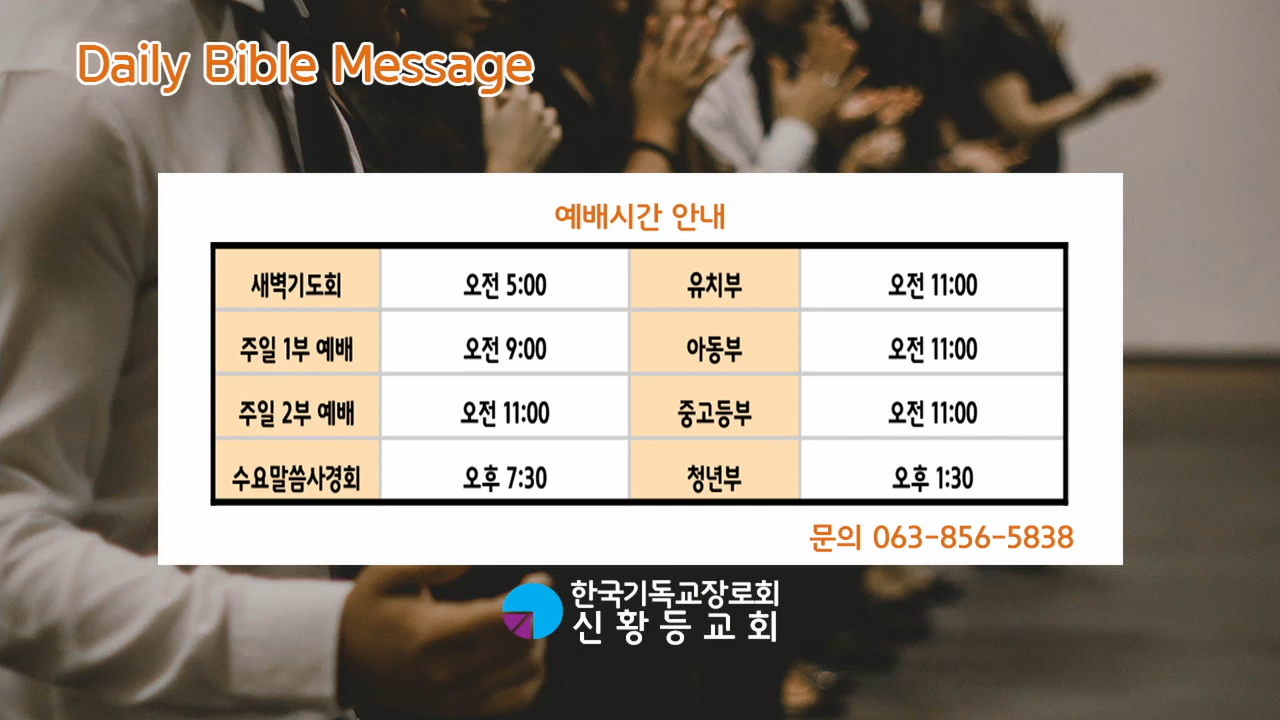 Daily Bible Message
예배시간 안내
새벽기도회 오전 5:00 유치부 오전 11:00
주일 1부 예배 오전 9:00 아동부 오전 11:00
주일 2부 예배 오전 11:00 중고등부 오전 11:00
수요말씀사경회 오후 7:30 청년부 오후 1:30
문의 063-856-5838
한국기독교장로회
신황등교회